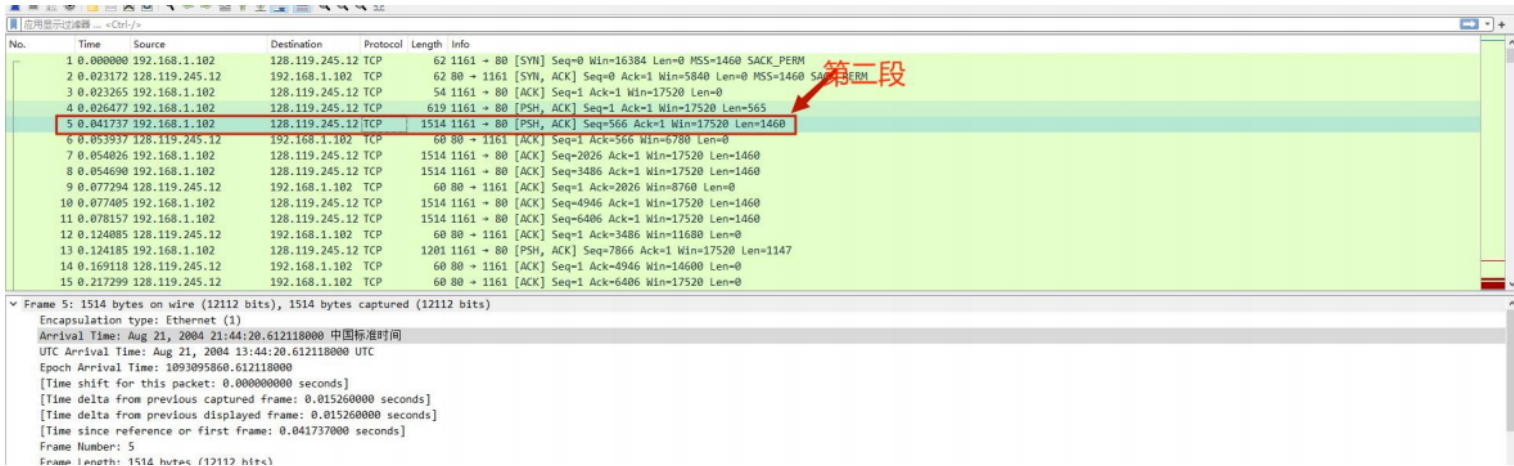 应用显示过滤器 … <Ctrl-/>
No. Time Source Destination Protocol Length Info
1 0.000000 192.168.1.102 128.119.245.12 TCP 62 1161 → 80 [SYN] Seq=0 Win=16384 Len=0 MSS=1460 SACK_PERM
2 0.023172 128.119.245.12 192.168.1.102 TCP 62 80 → 1161 [SYN, ACK] Seq=0 Ack=1 Win=5840 Len=0 MSS=1460 SACK_PERM
第二段
3 0.023265 192.168.1.102 128.119.245.12 TCP 54 1161 → 80 [ACK] Seq=1 Ack=1 Win=17520 Len=0
4 0.026477 192.168.1.102 128.119.245.12 TCP 619 1161 → 80 [PSH, ACK] Seq=1 Ack=1 Win=17520 Len=565
5 0.041737 192.168.1.102 128.119.245.12 TCP 1514 1161 → 80 [PSH, ACK] Seq=566 Ack=1 Win=17520 Len=1460
6 0.053937 128.119.245.12 192.168.1.102 TCP 60 80 → 1161 [ACK] Seq=1 Ack=566 Win=6780 Len=0
7 0.054026 192.168.1.102 128.119.245.12 TCP 1514 1161 → 80 [ACK] Seq=2026 Ack=1 Win=17520 Len=1460
8 0.054690 192.168.1.102 128.119.245.12 TCP 1514 1161 → 80 [ACK] Seq=3486 Ack=1 Win=17520 Len=1460
9 0.077294 128.119.245.12 192.168.1.102 TCP 60 80 → 1161 [ACK] Seq=1 Ack=2026 Win=8760 Len=0
10 0.077405 192.168.1.102 128.119.245.12 TCP 1514 1161 → 80 [ACK] Seq=4946 Ack=1 Win=17520 Len=1460
11 0.078157 192.168.1.102 128.119.245.12 TCP 1514 1161 → 80 [ACK] Seq=6406 Ack=1 Win=17520 Len=1460
12 0.124085 128.119.245.12 192.168.1.102 TCP 60 80 → 1161 [ACK] Seq=1 Ack=3486 Win=11680 Len=0
13 0.124185 192.168.1.102 128.119.245.12 TCP 1201 1161 → 80 [PSH, ACK] Seq=7866 Ack=1 Win=17520 Len=1147
14 0.169118 128.119.245.12 192.168.1.102 TCP 60 80 → 1161 [ACK] Seq=1 Ack=4946 Win=14600 Len=0
15 0.217299 128.119.245.12 192.168.1.102 TCP 60 80 → 1161 [ACK] Seq=1 Ack=6406 Win=17520 Len=0
Frame 5: 1514 bytes on wire (12112 bits), 1514 bytes captured (12112 bits)
Encapsulation type: Ethernet (1)
Arrival Time: Aug 21, 2004 21:44:20.612118000 中国标准时间
UTC Arrival Time: Aug 21, 2004 13:44:20.612118000 UTC
Epoch Arrival Time: 1093095860.612118000
[Time shift for this packet: 0.000000000 seconds]
[Time delta from previous captured frame: 0.015260000 seconds]
[Time delta from previous displayed frame: 0.015260000 seconds]
[Time since reference or first frame: 0.041737000 seconds]
Frame Number: 5
Frame Length: 1514 bytes (12112 bits)